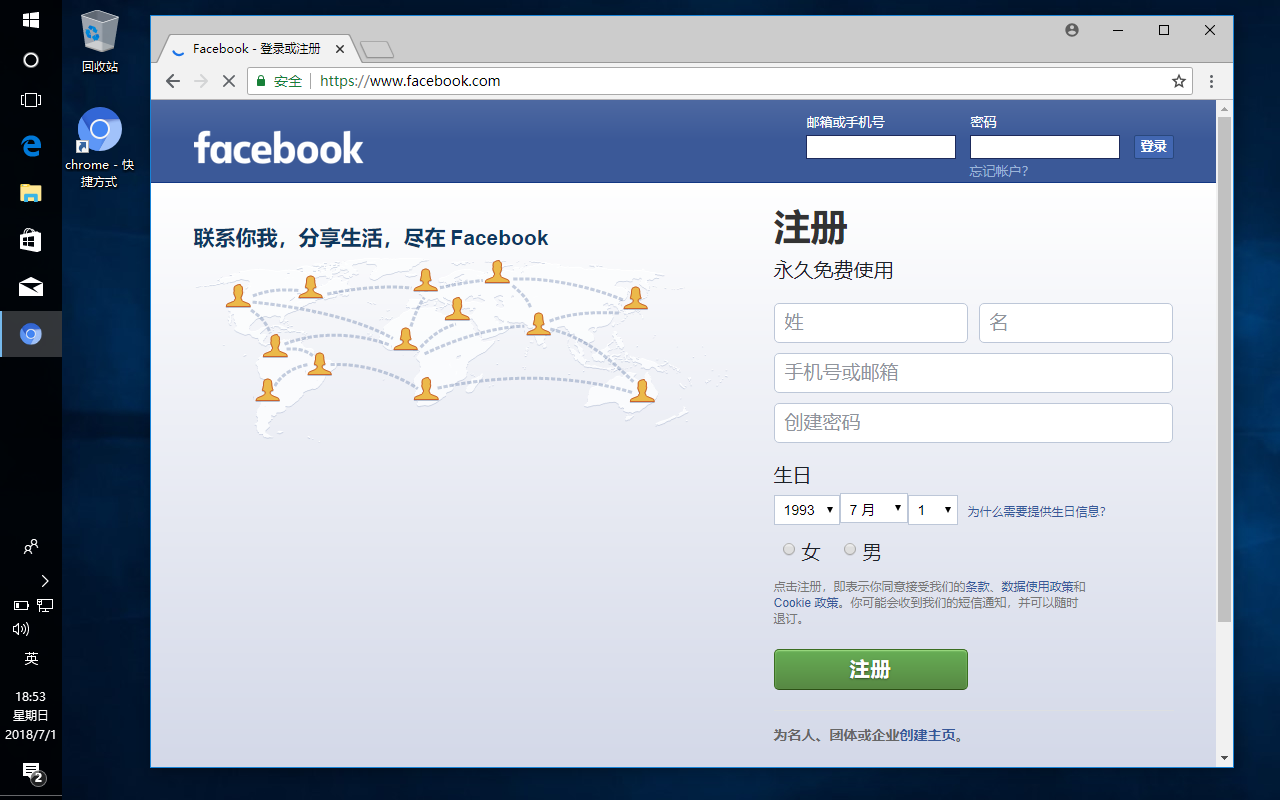 回收站
chrome - 快
捷方式
英
18:53
星期日
2018/7/1
2
Facebook - 登录或注册
安全 https://www.facebook.com
facebook
邮箱或手机号 密码
登录
忘记帐户？
联系你我，分享生活，尽在 Facebook
注册
永久免费使用
姓 名
手机号或邮箱
创建密码
生日
1993 7 月 1 为什么需要提供生日信息？
女 男
点击注册，即表示你同意接受我们的条款、数据使用政策和
Cookie 政策。你可能会收到我们的短信通知，并可以随时
退订。
注册
为名人、团体或企业创建主页。